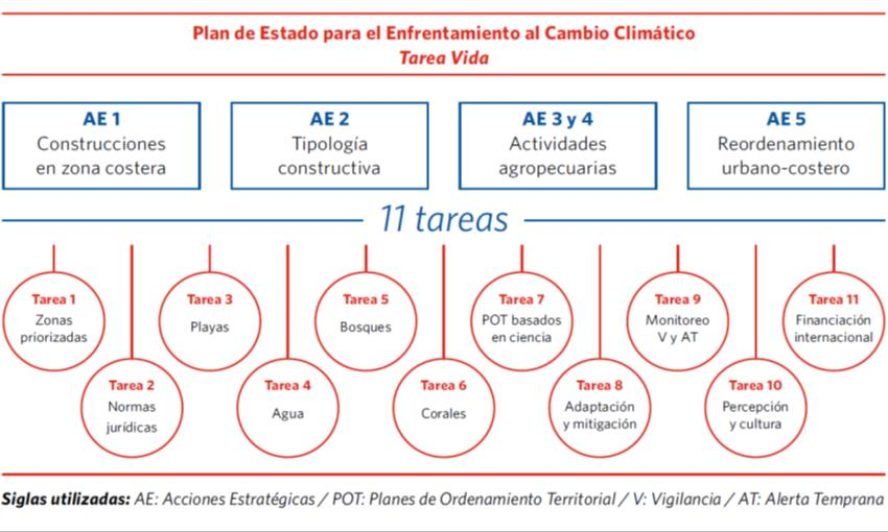 Plan de Estado para el Enfrentamiento al Cambio Climático
Tarea Vida
AE 1
Construcciones
en zona costera
AE 2
Tipología
constructiva
AE 3 y 4
Actividades
agropecuarias
AE 5
Reordenamiento
urbano-costero
11 tareas
Tarea 1
Zonas
priorizadas
Tarea 2
Normas
jurídicas
Tarea 3
Playas
Tarea 4
Agua
Tarea 5
Bosques
Tarea 6
Corales
Tarea 7
POT basados
en ciencia
Tarea 8
Adaptación
y mitigación
Tarea 9
Monitoreo
V y AT
Tarea 10
Percepción
y cultura
Tarea 11
Financiación
internacional
Siglas utilizadas: AE: Acciones Estratégicas / POT: Planes de Ordenamiento Territorial / V: Vigilancia / AT: Alerta Temprana